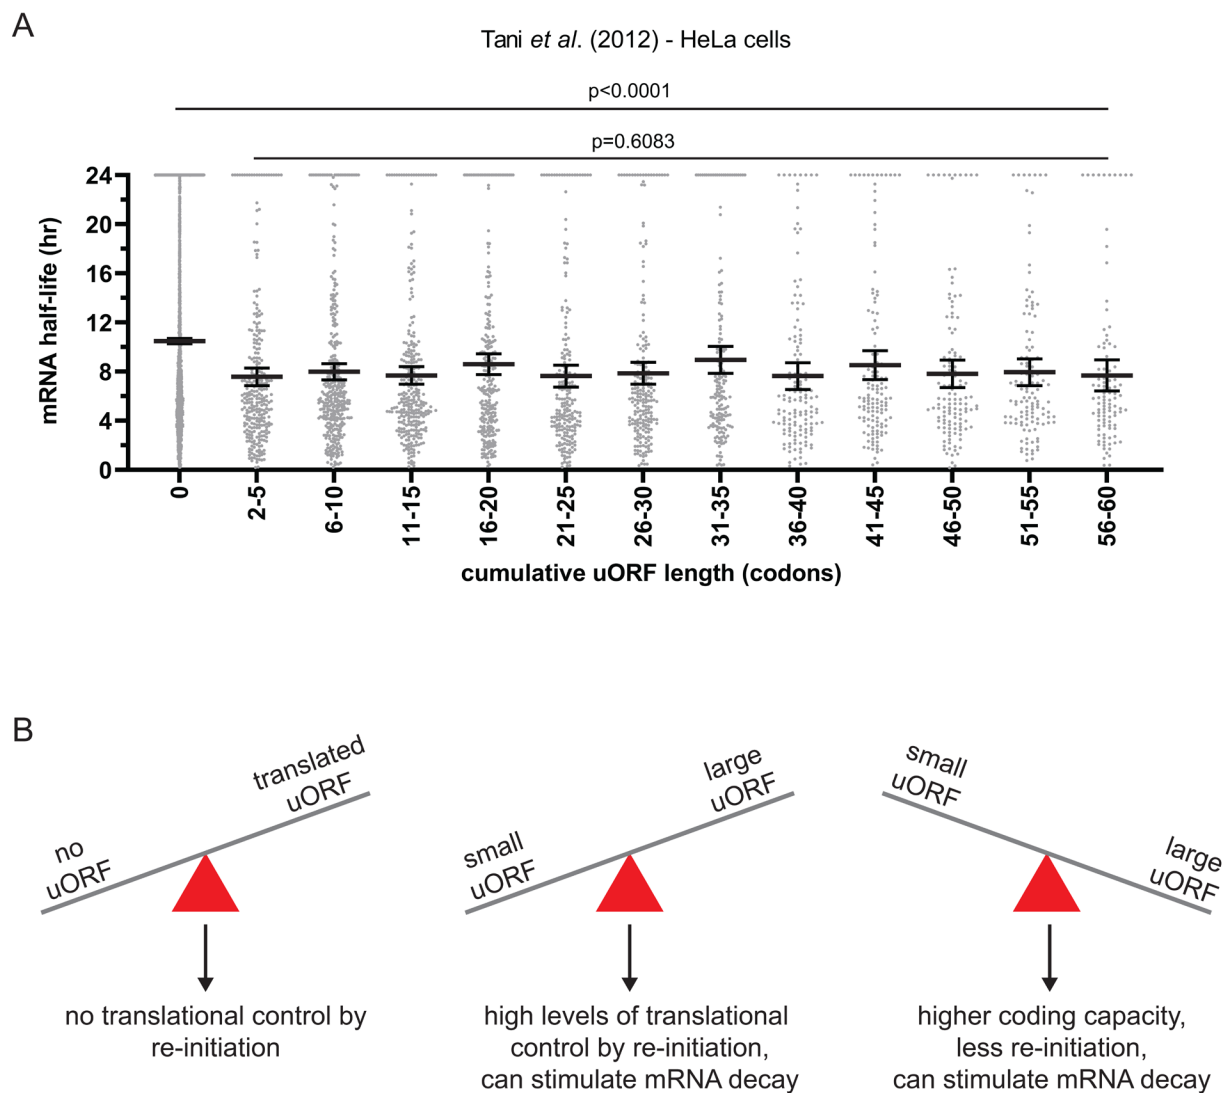 A
Tani et al. (2012) - HeLa cells
p<0.0001
p=0.6083
mRNA half-life (hr)
24
20
16
12
8
4
0
0
2-5
6-10
11-15
16-20
21-25
26-30
31-35
36-40
41-45
46-50
51-55
56-60
cumulative uORF length (codons)
B
no
uORF
translated
uORF
no translational control by
re-initiation
small
uORF
large
uORF
high levels of translational
control by re-initiation,
can stimulate mRNA decay
small
uORF
large
uORF
higher coding capacity,
less re-initiation,
can stimulate mRNA decay